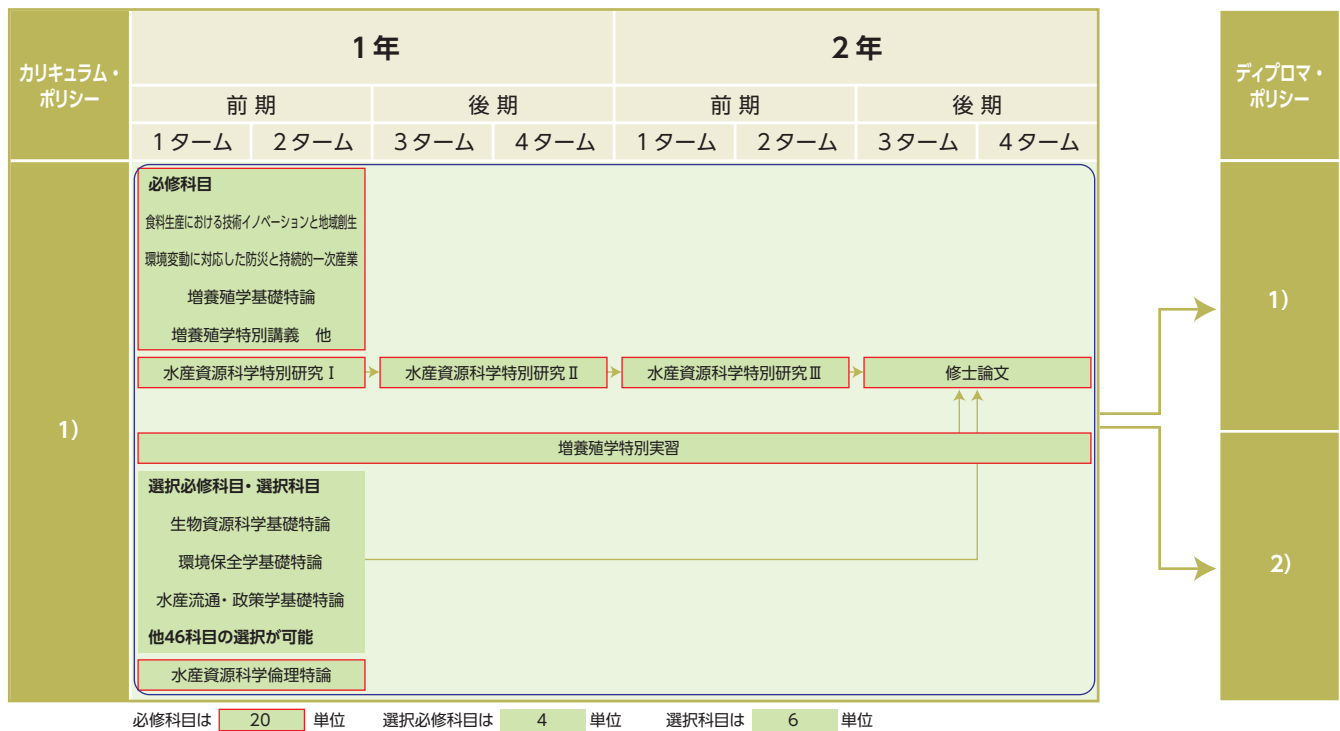 カリキュラム・
ポリシー
1年
2年
ディプロマ・
ポリシー
前 期
後 期
前 期
後 期
1ターム
2ターム
3ターム
4ターム
1ターム
2ターム
3ターム
4ターム
1)
必修科目
食料生産における技術イノベーションと地域創生
環境変動に対応した防災と持続的一次産業
増養殖学基礎特論
増養殖学特別講義 他
水産資源科学特別研究Ⅰ
水産資源科学特別研究Ⅱ
水産資源科学特別研究Ⅲ
修士論文
増養殖学特別実習
選択必修科目・選択科目
生物資源科学基礎特論
環境保全学基礎特論
水産流通・政策学基礎特論
他46科目の選択が可能
水産資源科学倫理特論
1)
2)
必修科目は 20 単位 選択必修科目は 4 単位 選択科目は 6 単位